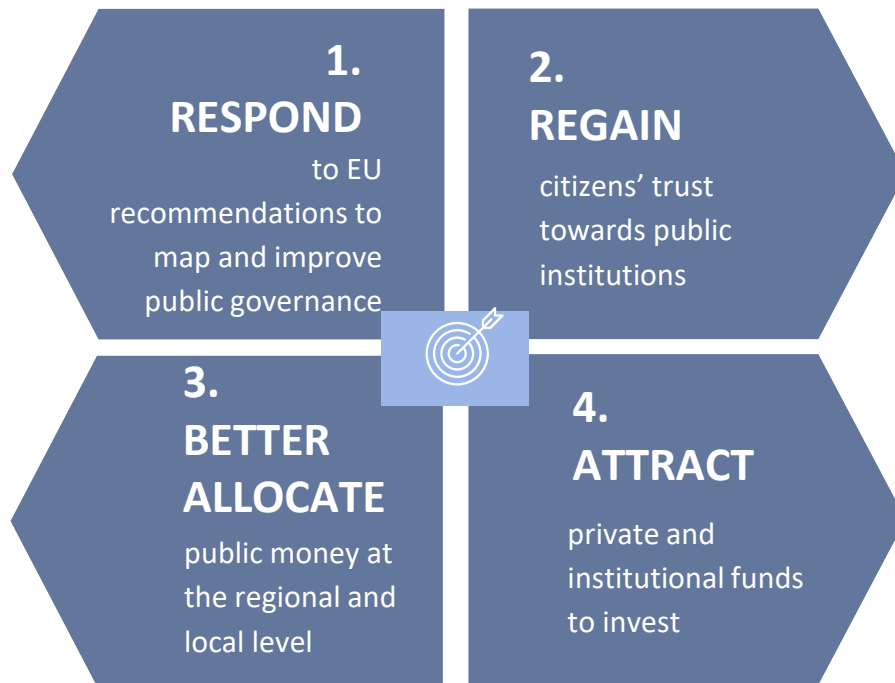 1.
RESPOND
to EU
recommendations to
map and improve
public governance
2.
REGAIN
citizens’ trust
towards public
institutions
3.
BETTER
ALLOCATE
public money at
the regional and
local level
4.
ATTRACT
private and
institutional funds
to invest